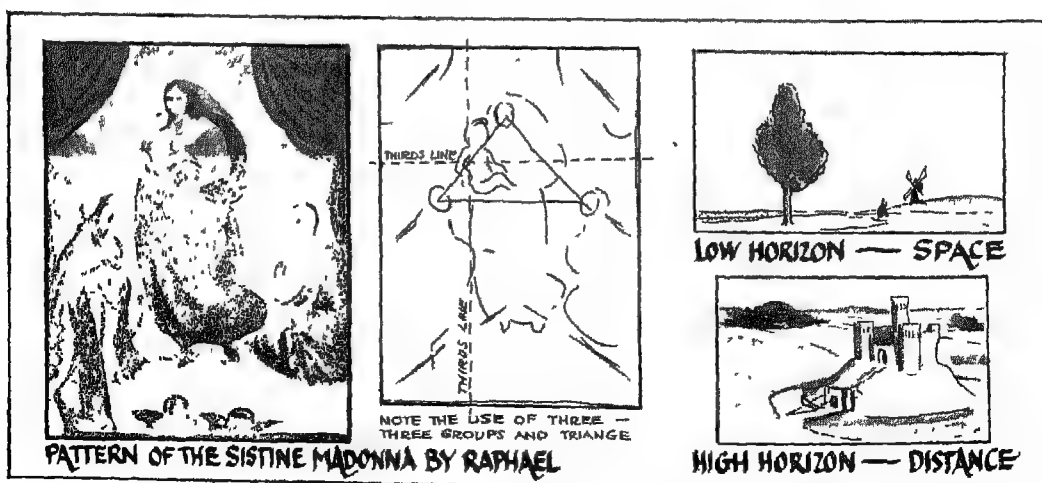 THIRDS LINE
THIRDS LINE
NOTE THE USE OF THREE —
THREE GROUPS AND TRIANGE
PATTERN OF THE SISTINE MADONNA BY RAPHAEL
LOW HORIZON — SPACE
HIGH HORIZON — DISTANCE